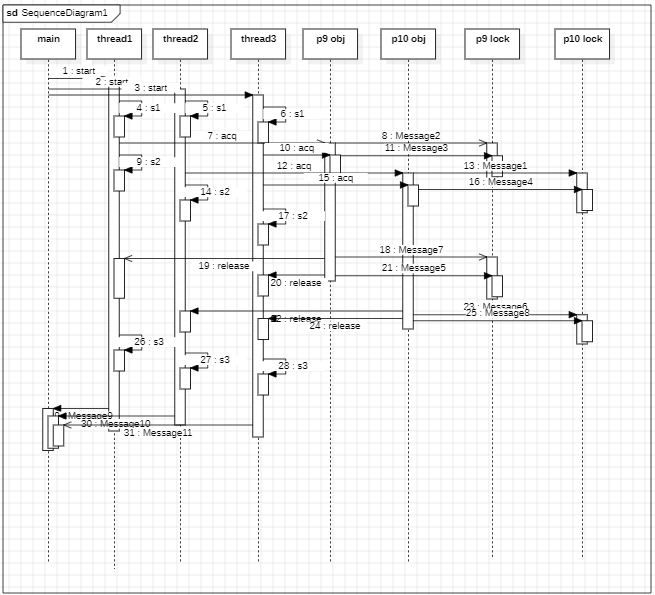 sd SequenceDiagram1
main
thread1
thread2
thread3
p9 obj
p10 obj
p9 lock
p10 lock
1 : start
2 : start
3 : start
4 : s1
5 : s1
6 : s1
7 : acq
8 : Message2
10 : acq
11 : Message3
9 : s2
12 : acq
13 : Message1
15 : acq
16 : Message4
14 : s2
17 : s2
18 : Message7
19 : release
21 : Message5
20 : release
23 : Message6
25 : Message8
: release
24 : release
26 : s3
27 : s3
28 : s3
Message9
30 : Message10
31 : Message11